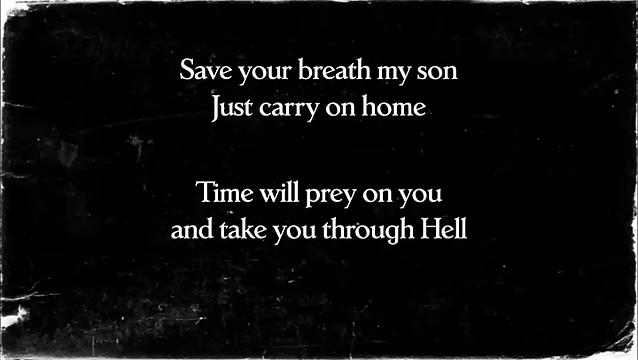 Save your breath my son
Just carry on home
Time will prey on you
and take you through Hell